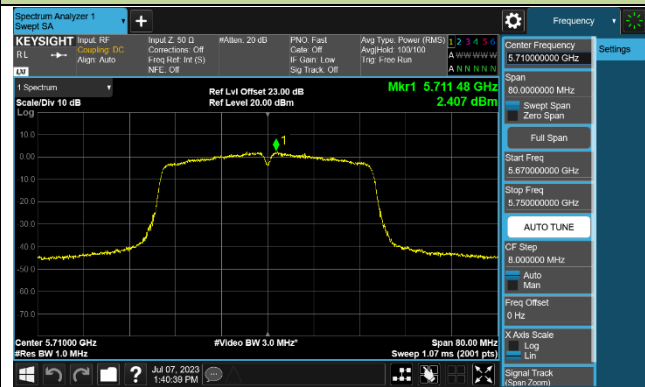 Spectrum Analyzer 1
Swept SA
Frequency
KEYSIGHT
RL
LXI
Input: RF
Coupling: DC
Align: Auto
Input Z: 50 Ω
Corrections: Off
Freq Ref: Int (S)
NFE: Off
#Atten: 20 dB
PNO: Fast
Gate: Off
IF Gain: Low
Sig Track: Off
Avg Type: Power (RMS)
Avg|Hold: 100/100
Trig: Free Run
1 2 3 4 5 6
A W W W W W
A N N N N N
1 Spectrum
Scale/Div 10 dB
Log
Ref Lvl Offset 23.00 dB
Ref Level 20.00 dBm
Mkr1 5.711 48 GHz
2.407 dBm
1
10.0
0.00
-10.0
-20.0
-30.0
-40.0
-50.0
-60.0
-70.0
Center 5.71000 GHz
#Res BW 1.0 MHz
#Video BW 3.0 MHz*
Span 80.00 MHz
Sweep 1.07 ms (2001 pts)
Jul 07, 2023
1:40:39 PM
Center Frequency
5.710000000 GHz
Span
80.0000000 MHz
Swept Span
Zero Span
Full Span
Start Freq
5.670000000 GHz
Stop Freq
5.750000000 GHz
AUTO TUNE
CF Step
8.000000 MHz
Auto
Man
Freq Offset
0 Hz
X Axis Scale
Log
Lin
Signal Track
(Span Zoom)
Settings